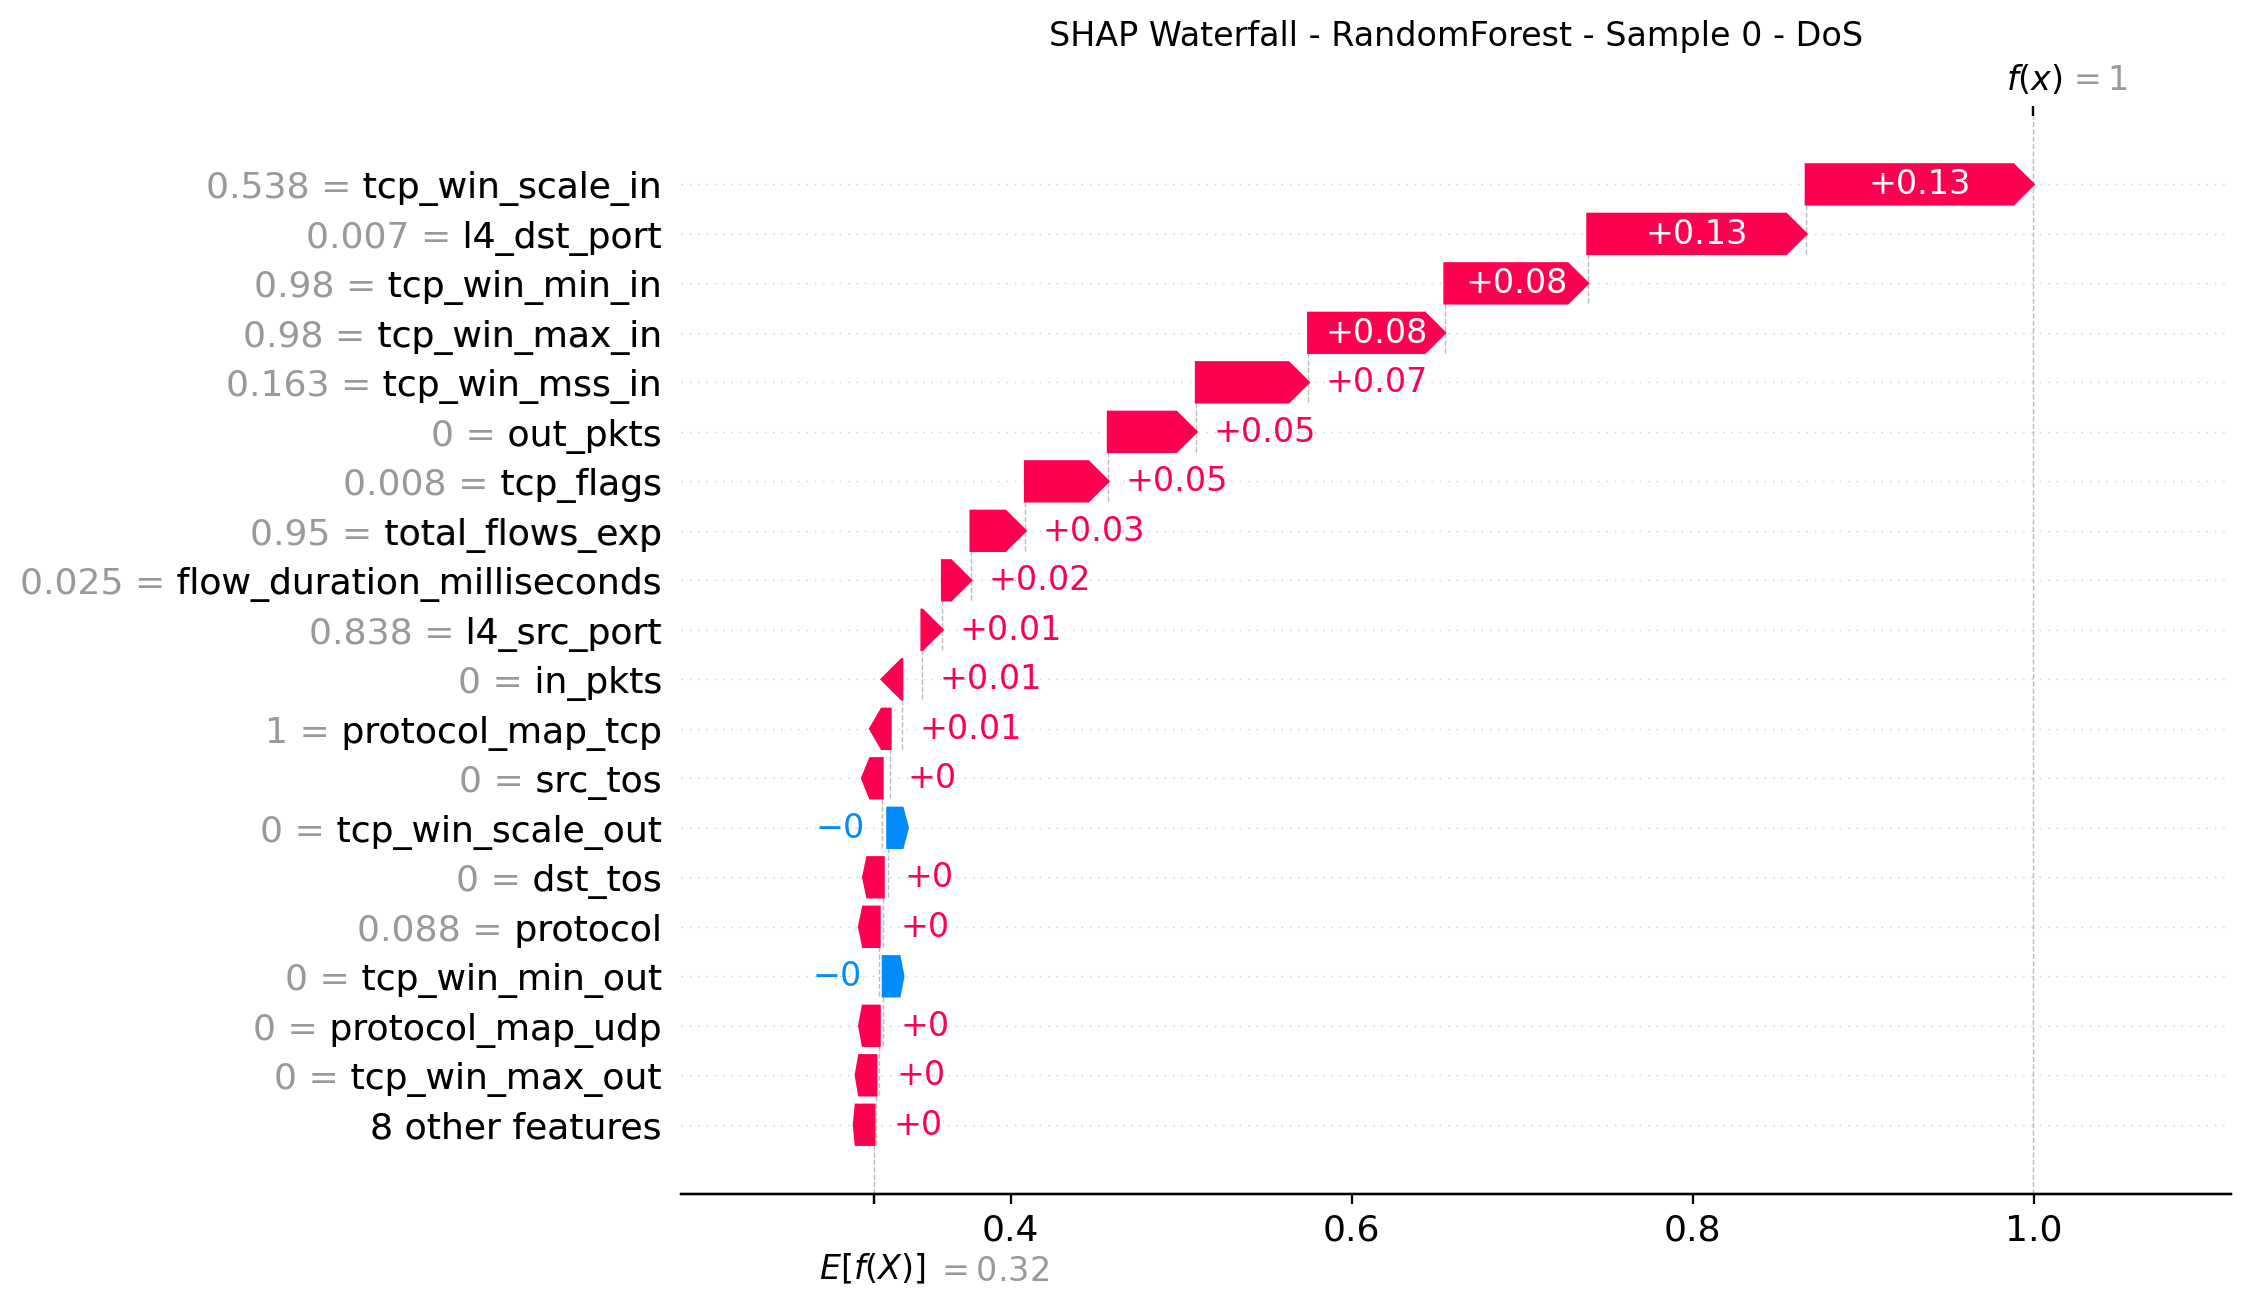 SHAP Waterfall - RandomForest - Sample 0 - DoS
f(x) = 1
0.538 = tcp_win_scale_in +0.13
0.007 = l4_dst_port +0.13
0.98 = tcp_win_min_in +0.08
0.98 = tcp_win_max_in +0.08
0.163 = tcp_win_mss_in +0.07
0 = out_pkts +0.05
0.008 = tcp_flags +0.05
0.95 = total_flows_exp +0.03
0.025 = flow_duration_milliseconds +0.02
0.838 = l4_src_port +0.01
0 = in_pkts +0.01
1 = protocol_map_tcp +0.01
0 = src_tos +0
0 = tcp_win_scale_out −0
0 = dst_tos +0
0.088 = protocol +0
0 = tcp_win_min_out −0
0 = protocol_map_udp +0
0 = tcp_win_max_out +0
8 other features +0
0.4 0.6 0.8 1.0
E[f(X)] = 0.32